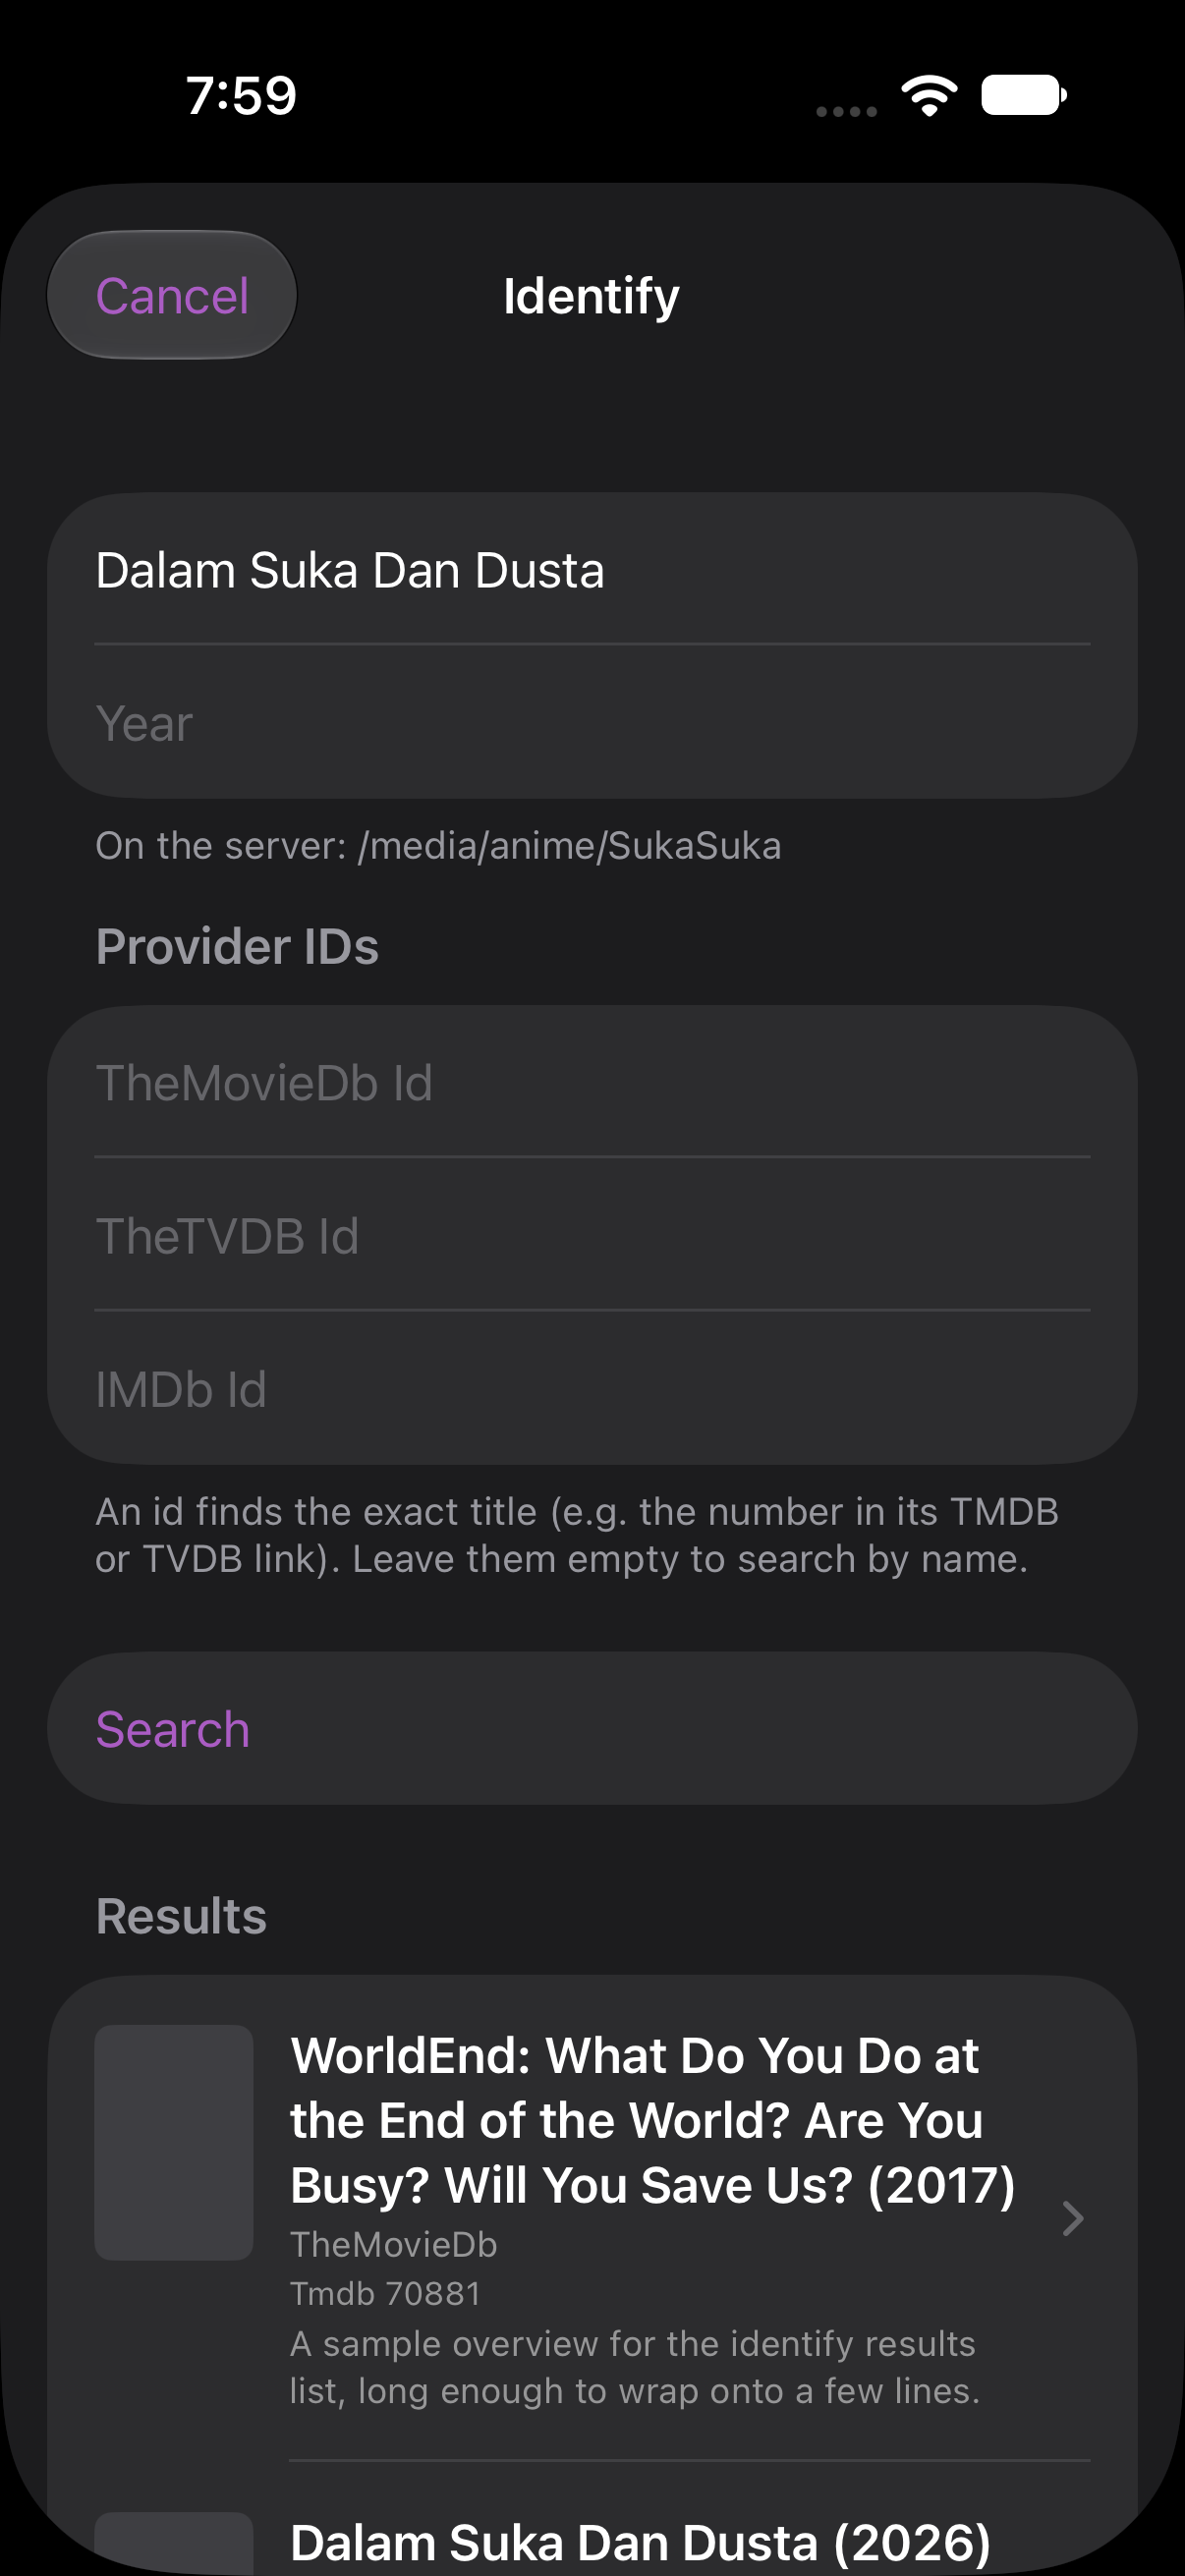 7:59
Cancel
Identify
Dalam Suka Dan Dusta
Year
On the server: /media/anime/SukaSuka
Provider IDs
TheMovieDb Id
TheTVDB Id
IMDb Id
An id finds the exact title (e.g. the number in its TMDB
or TVDB link). Leave them empty to search by name.
Search
Results
WorldEnd: What Do You Do at
the End of the World? Are You
Busy? Will You Save Us? (2017)
TheMovieDb
Tmdb 70881
A sample overview for the identify results
list, long enough to wrap onto a few lines.
Dalam Suka Dan Dusta (2026)